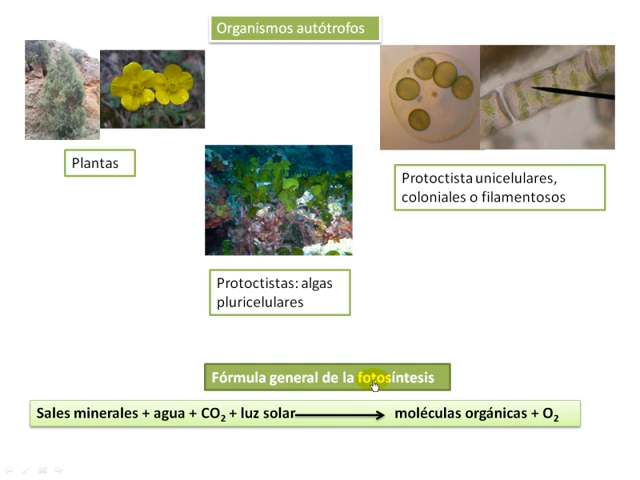 Organismos autótrofos
Plantas
Protoctista unicelulares,
coloniales o filamentosos
Protoctistas: algas
pluricelulares
Fórmula general de la fotosíntesis
Sales minerales + agua + CO₂ + luz solar → moléculas orgánicas + O₂